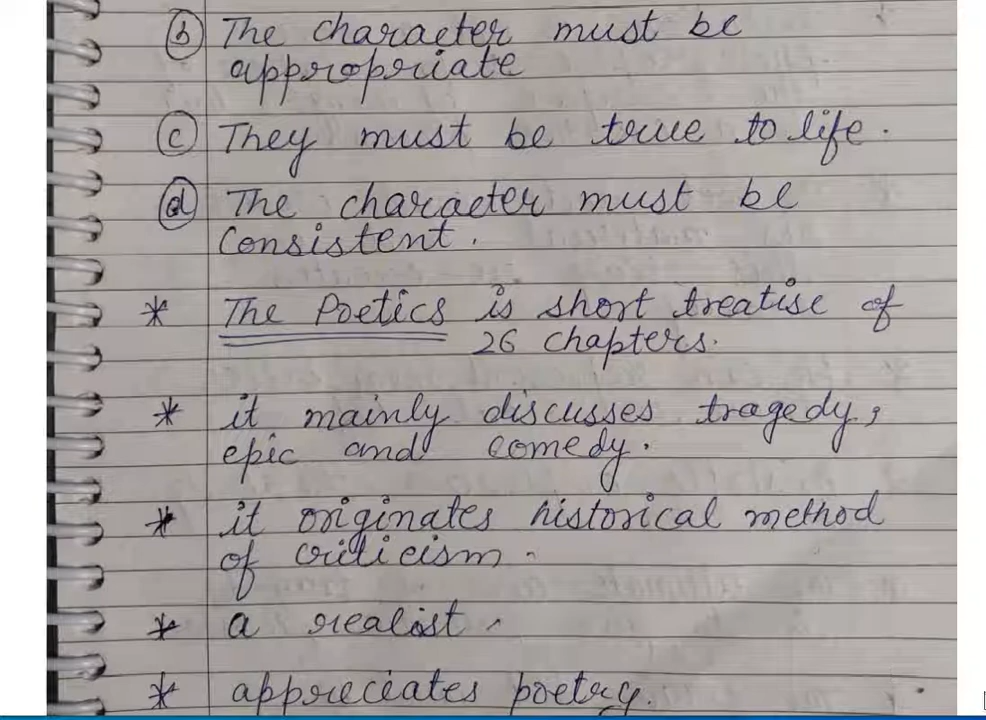 (b) The character must be
appropriate
(c) They must be true to life.
(d) The character must be
Consistent.
* The Poetics is short treatise of
26 chapters.
* it mainly discusses tragedy,
epic and comedy.
* it originates historical method
of criticism.
* a realist.
* appreciates poetry.